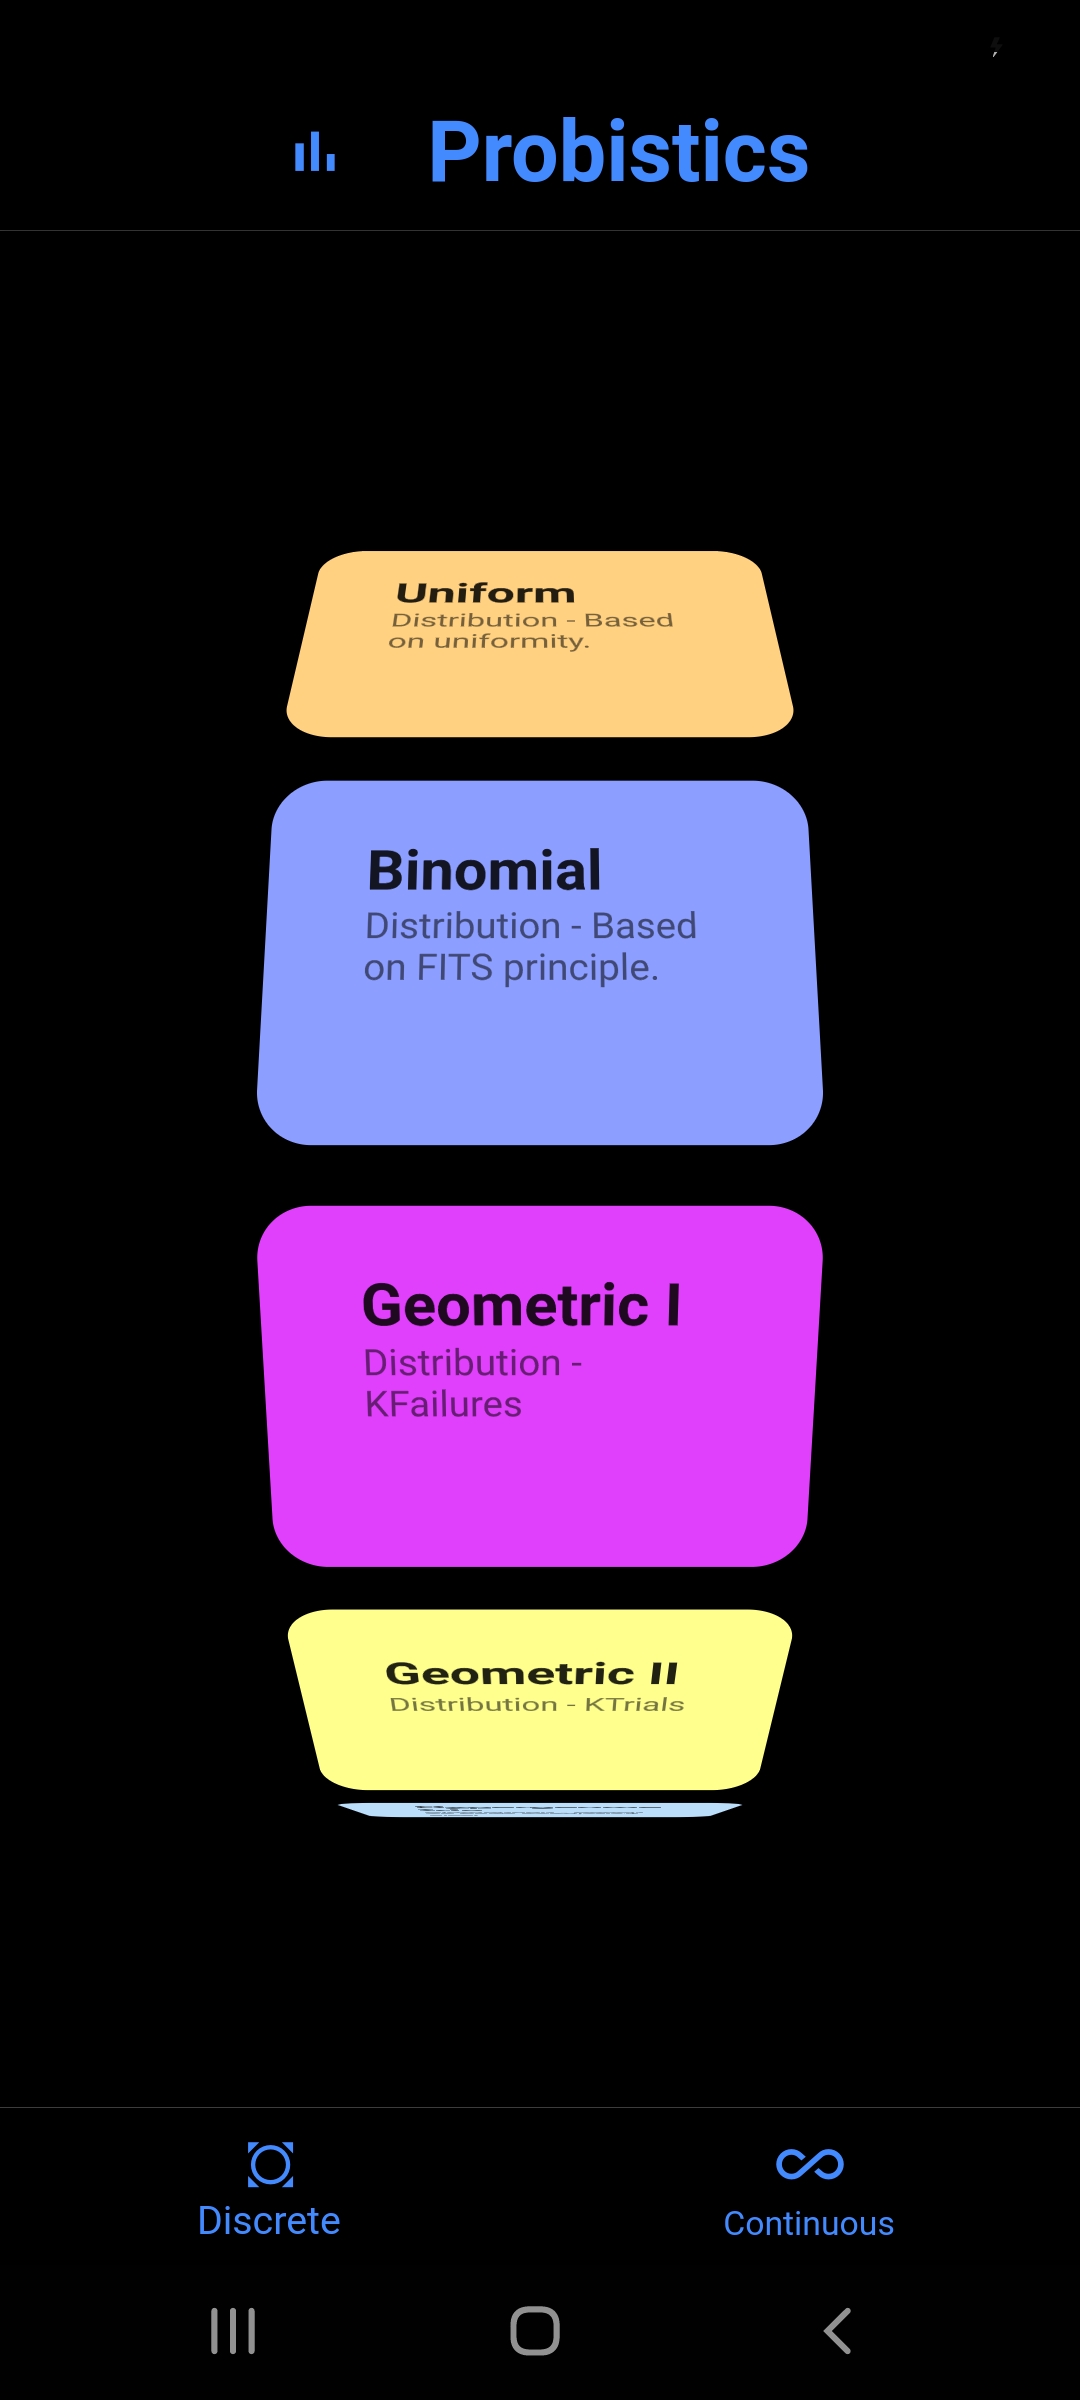 Probistics
Uniform
Distribution - Based
on uniformity.
Binomial
Distribution - Based
on FITS principle.
Geometric I
Distribution -
KFailures
Geometric II
Distribution - KTrials
Discrete
Continuous